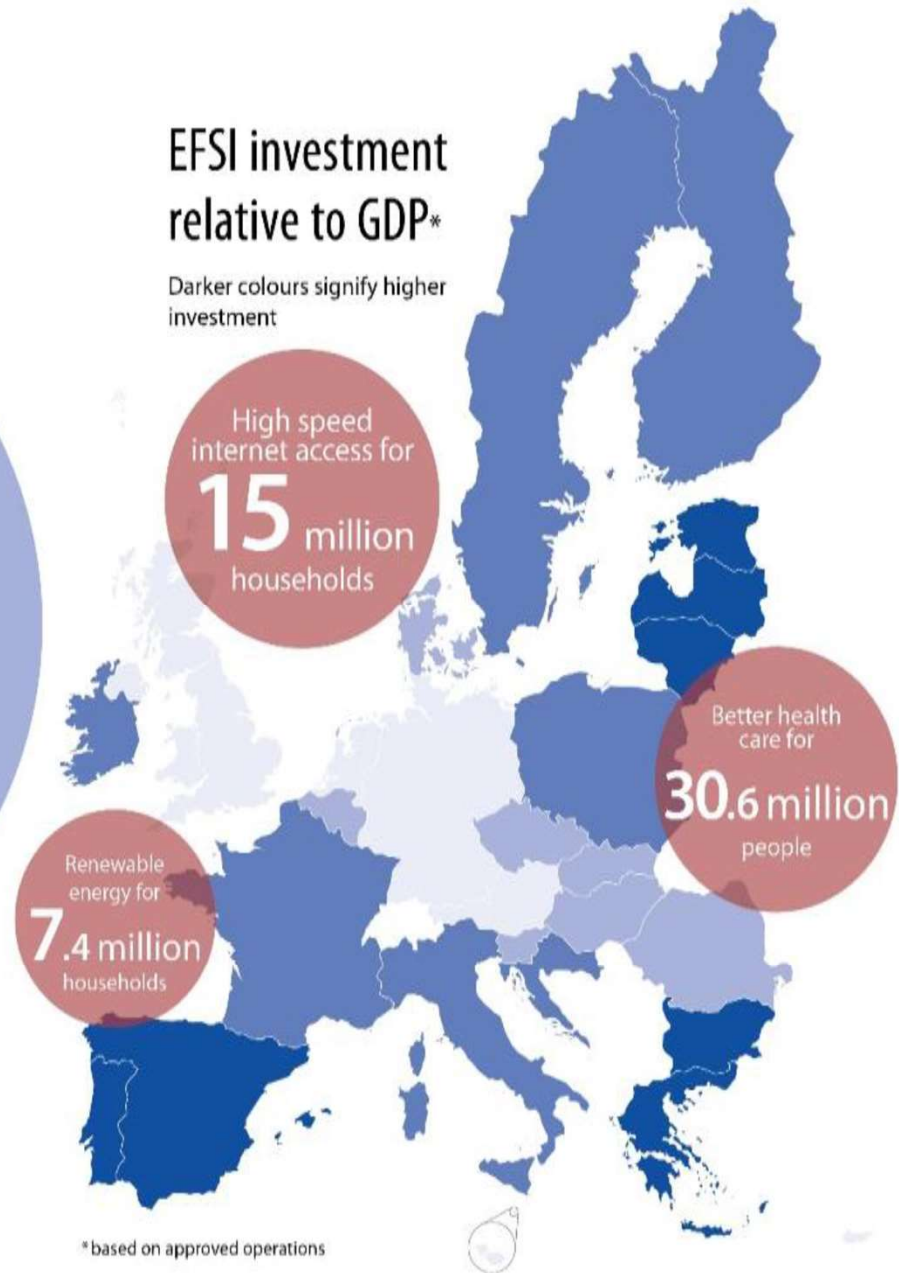 EFSI investment
relative to GDP*
Darker colours signify higher
investment
High speed
internet access for
15 million
households
Better health
care for
30.6 million
people
Renewable
energy for
7.4 million
households
*based on approved operations